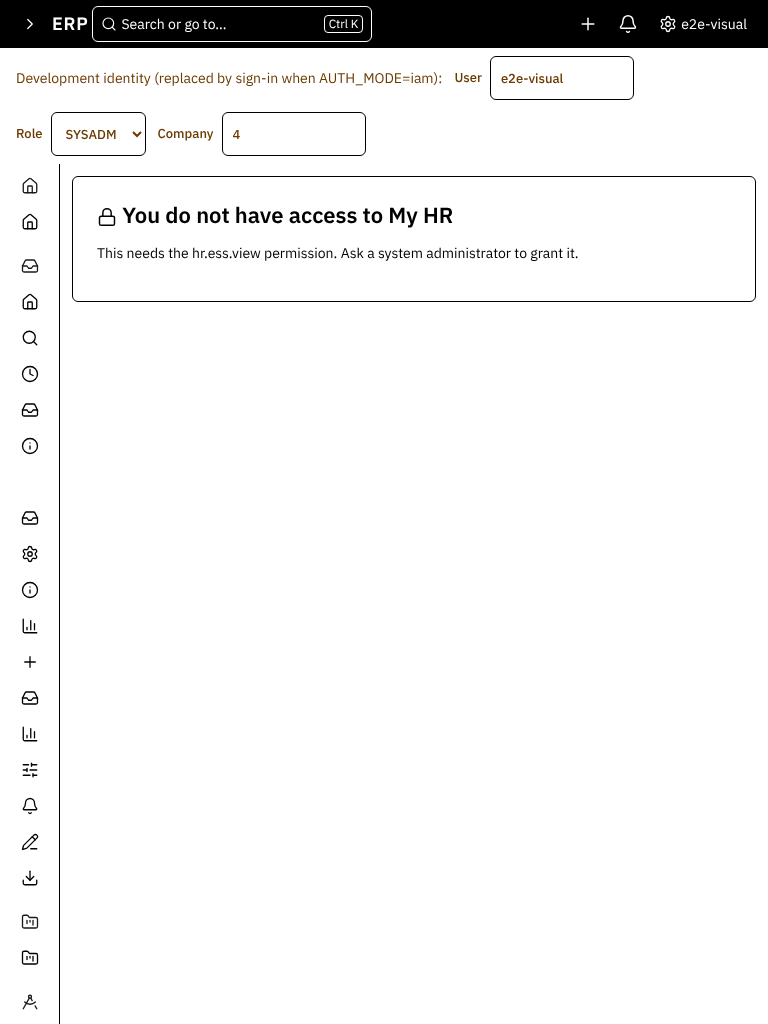 ERP Search or go to... Ctrl K e2e-visual
Development identity (replaced by sign-in when AUTH_MODE=iam): User e2e-visual
Role SYSADM Company 4
You do not have access to My HR
This needs the hr.ess.view permission. Ask a system administrator to grant it.